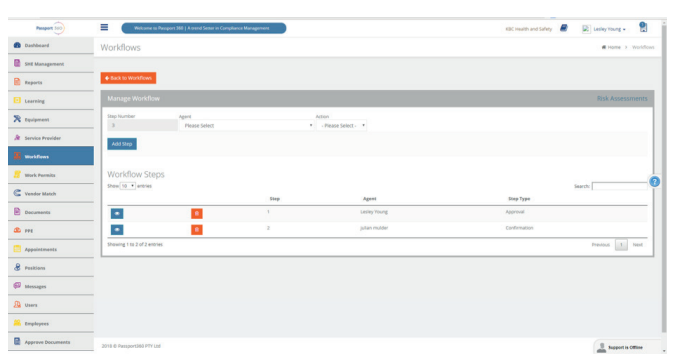 Passport 360
Welcome to Passport 360 | A world leader in Compliance Management
KBC Health and Safety
Lesley Young
Dashboard
Workflows
Home > Workflows
SHE Management
Back to Workflows
Reports
Learning
Manage Workflow
Risk Assessments
Step Number
Agent
Action
Equipment
3
Please Select
- Please Select -
Service Provider
Add Step
Workflows
Work Permits
Workflow Steps
Show 10 entries
Search:
?
Vendor Match
Step
Agent
Step Type
Documents
1
Lesley Young
Approval
PPE
2
julian mulder
Confirmation
Appointments
Showing 1 to 2 of 2 entries
Previous 1 Next
Positions
Messages
Users
Employees
Approve Documents
2018 © Passport360 PTY Ltd
Support is Offline